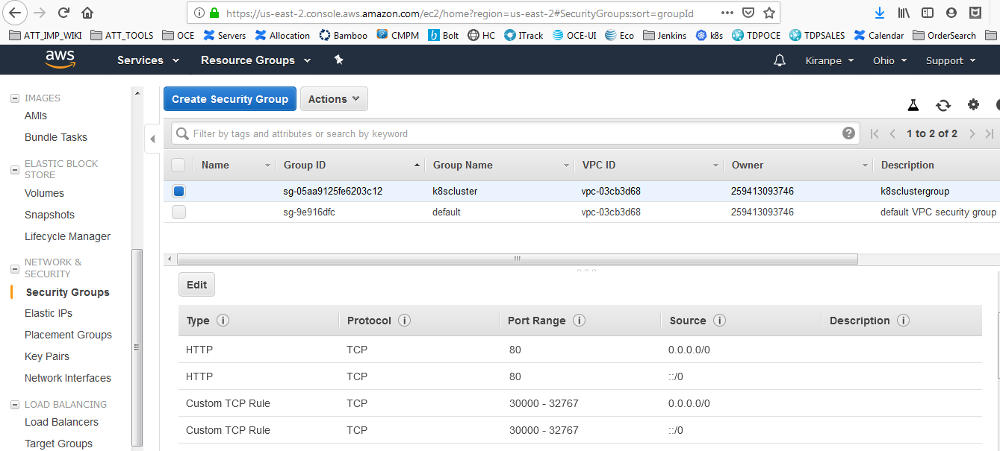 https://us-east-2.console.aws.amazon.com/ec2/home?region=us-east-2#SecurityGroups:sort=groupId
ATT_IMP_WIKI ATT_TOOLS OCE Servers Allocation Bamboo CMPM Bolt HC ITrack OCE-UI Eco Jenkins k8s TDPOCE TDPSALES Calendar OrderSearch
aws Services Resource Groups Kiranpe Ohio Support
IMAGES
AMIs
Bundle Tasks
ELASTIC BLOCK
STORE
Volumes
Snapshots
Lifecycle Manager
NETWORK &
SECURITY
Security Groups
Elastic IPs
Placement Groups
Key Pairs
Network Interfaces
LOAD BALANCING
Load Balancers
Target Groups
Create Security Group Actions
Filter by tags and attributes or search by keyword 1 to 2 of 2
Name Group ID Group Name VPC ID Owner Description
sg-05aa9125fe6203c12 k8scluster vpc-03cb3d68 259413093746 k8sclustergroup
sg-9e916dfc default vpc-03cb3d68 259413093746 default VPC security group
Edit
Type Protocol Port Range Source Description
HTTP TCP 80 0.0.0.0/0
HTTP TCP 80 ::/0
Custom TCP Rule TCP 30000 - 32767 0.0.0.0/0
Custom TCP Rule TCP 30000 - 32767 ::/0